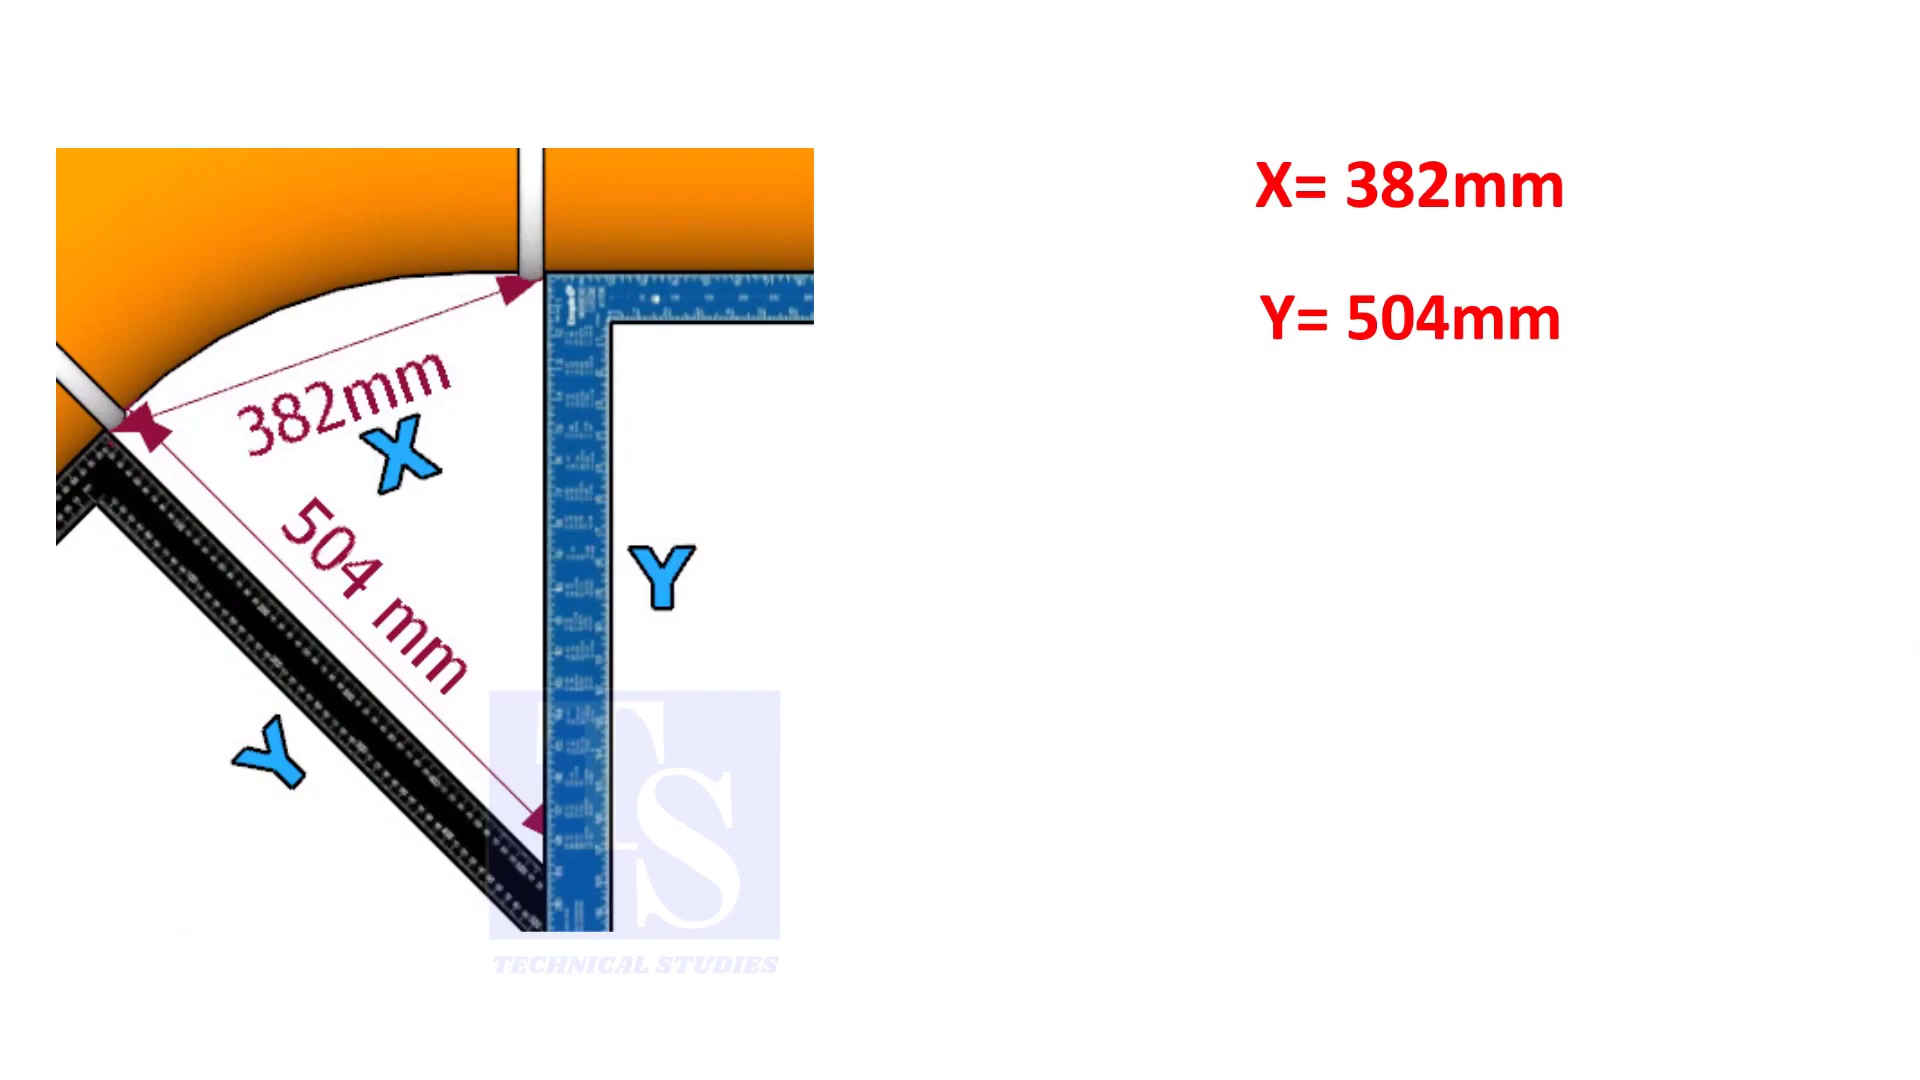 X= 382mm
Y= 504mm
382mm
X
504 mm
Y
Y
TS
TECHNICAL STUDIES